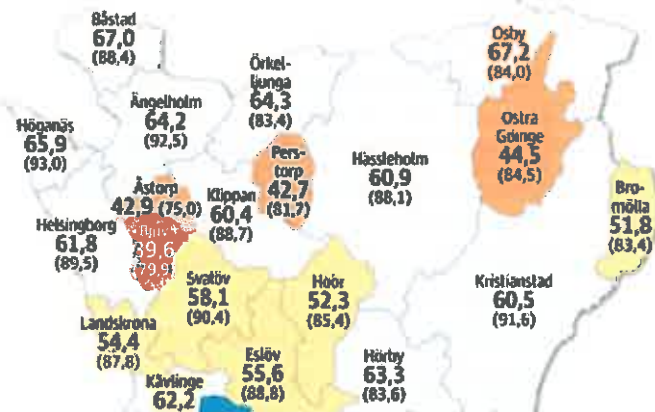 Båstad
67,0
(88,4)
Örkel-
ljunga
64,3
(83,4)
Osby
67,2
(84,0)
Ängelholm
64,2
(92,5)
Höganäs
65,9
(93,0)
Pers-
torp
42,7
(81,7)
Hässleholm
60,9
(88,1)
Östra
Göinge
44,5
(84,5)
Bro-
mölla
51,8
(83,4)
Åstorp
42,9 (75,0)
Klippan
60,4
(88,7)
Helsingborg
61,8
(89,5)
39,6
(79,9)
Svalöv
58,1
(90,4)
Höör
52,3
(85,4)
Kristianstad
60,5
(91,6)
Landskrona
54,4
(87,8)
Eslöv
55,6
(88,8)
Hörby
63,3
(83,6)
Kävlinge
62,2